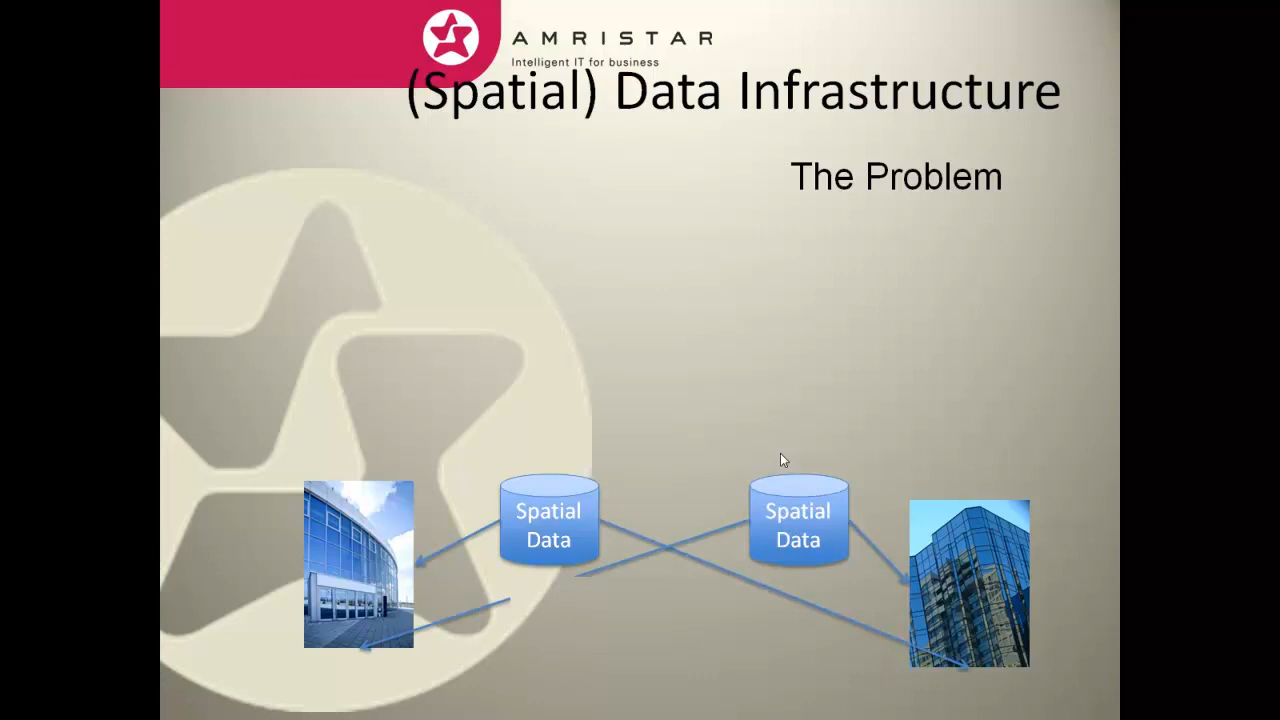 AMRISTAR
Intelligent IT for business
(Spatial) Data Infrastructure
The Problem
Spatial
Data
Spatial
Data